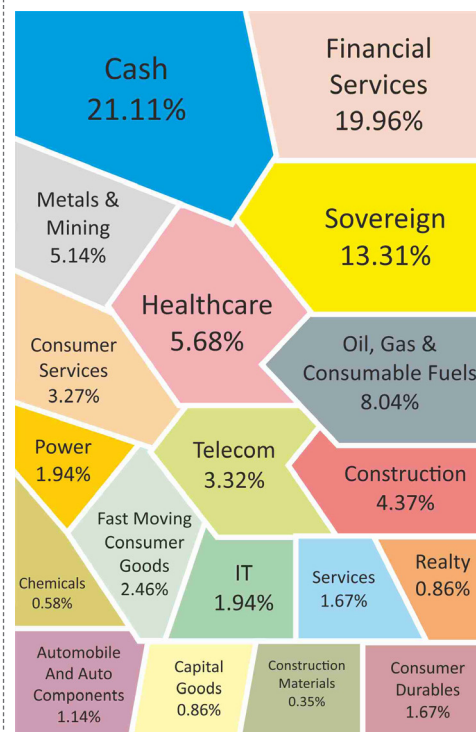 Cash
21.11%
Financial
Services
19.96%
Metals &
Mining
5.14%
Sovereign
13.31%
Healthcare
5.68%
Consumer
Services
3.27%
Oil, Gas &
Consumable Fuels
8.04%
Power
1.94%
Telecom
3.32%
Construction
4.37%
Fast Moving
Consumer
Goods
2.46%
Chemicals
0.58%
IT
1.94%
Services
1.67%
Realty
0.86%
Automobile
And Auto
Components
1.14%
Capital
Goods
0.86%
Construction
Materials
0.35%
Consumer
Durables
1.67%